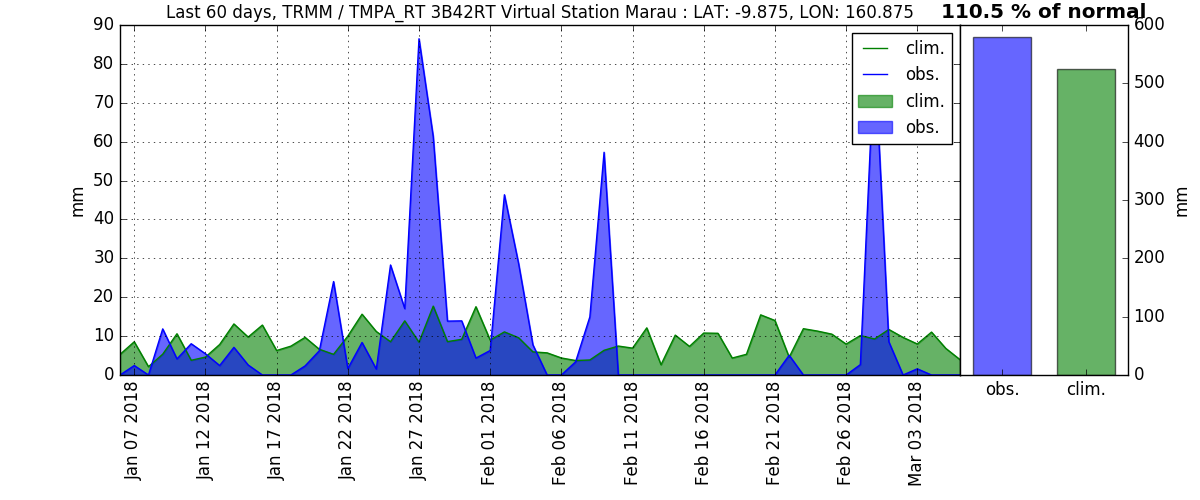 Last 60 days, TRMM / TMPA_RT 3B42RT Virtual Station Marau : LAT: -9.875, LON: 160.875
110.5 % of normal
90
80
70
60
50
40
30
20
10
0
mm
clim.
obs.
clim.
obs.
Jan 07 2018
Jan 12 2018
Jan 17 2018
Jan 22 2018
Jan 27 2018
Feb 01 2018
Feb 06 2018
Feb 11 2018
Feb 16 2018
Feb 21 2018
Feb 26 2018
Mar 03 2018
600
500
400
300
200
100
0
mm
obs.
clim.